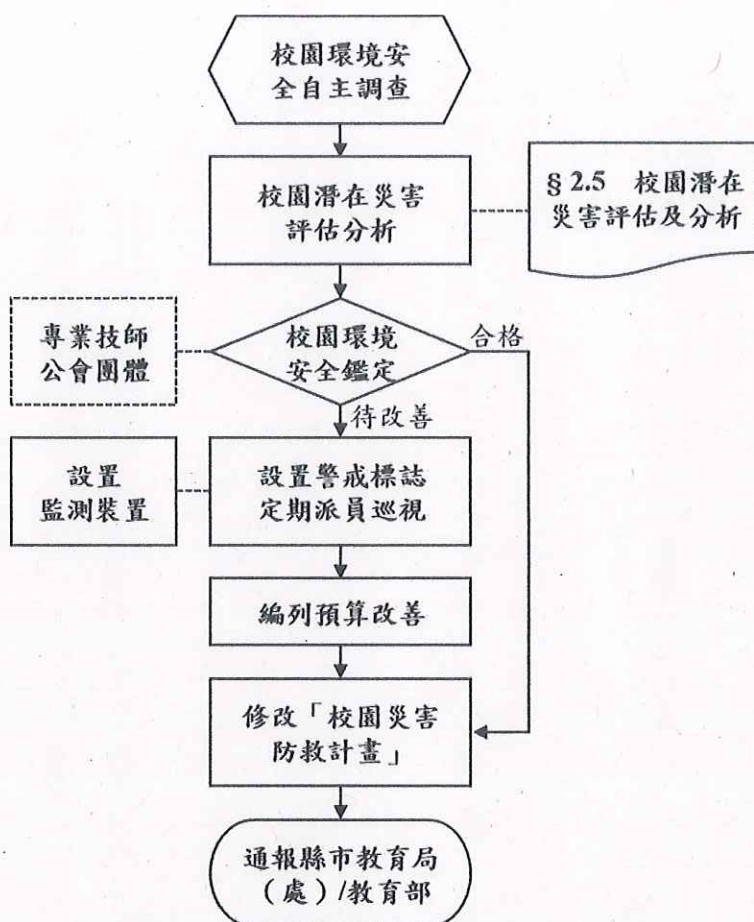 校園環境安
全自主調查
校園潛在災害
評估分析
§ 2.5 校園潛在
災害評估及分析
專業技師
公會團體
校園環境
安全鑑定
合格
待改善
設置
監測裝置
設置警戒標誌
定期派員巡視
編列預算改善
修改「校園災害
防救計畫」
通報縣市教育局
（處）/教育部